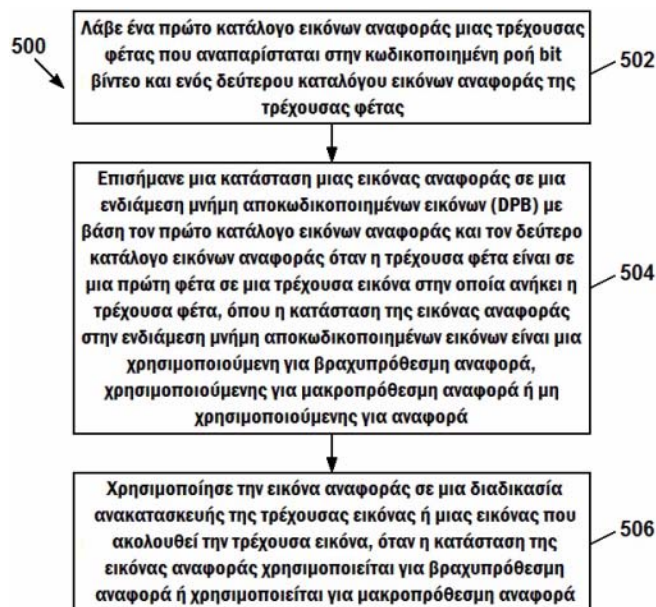 500
Λάβε ένα πρώτο κατάλογο εικόνων αναφοράς μιας τρέχουσας
φέτας που αναπαρίσταται στην κωδικοποιημένη ροή bit
βίντεο και ενός δεύτερου καταλόγου εικόνων αναφοράς της
τρέχουσας φέτας
502
Επισήμανε μια κατάσταση μιας εικόνας αναφοράς σε μια
ενδιάμεση μνήμη αποκωδικοποιημένων εικόνων (DPB) με
βάση τον πρώτο κατάλογο εικόνων αναφοράς και τον δεύτερο
κατάλογο εικόνων αναφοράς όταν η τρέχουσα φέτα είναι σε
μια πρώτη φέτα σε μια τρέχουσα εικόνα στην οποία ανήκει η
τρέχουσα φέτα, όπου η κατάσταση της εικόνας αναφοράς
στην ενδιάμεση μνήμη αποκωδικοποιημένων εικόνων είναι μια
χρησιμοποιούμενη για βραχυπρόθεσμη αναφορά,
χρησιμοποιούμενης για μακροπρόθεσμη αναφορά ή μη
χρησιμοποιούμενης για αναφορά
504
Χρησιμοποίησε την εικόνα αναφοράς σε μια διαδικασία
ανακατασκευής της τρέχουσας εικόνας ή μιας εικόνας που
ακολουθεί την τρέχουσα εικόνα, όταν η κατάσταση της
εικόνας αναφοράς χρησιμοποιείται για βραχυπρόθεσμη
αναφορά ή χρησιμοποιείται για μακροπρόθεσμη αναφορά
506